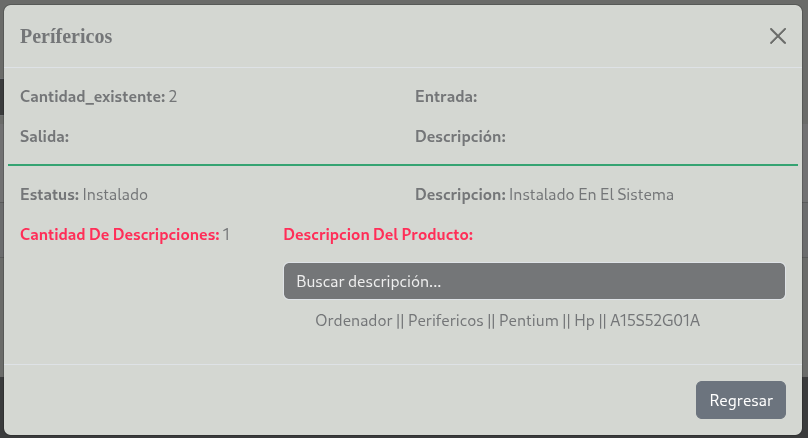 Perífericos
Cantidad_existente: 2
Entrada:
Salida:
Descripción:
Estatus: Instalado
Descripcion: Instalado En El Sistema
Cantidad De Descripciones: 1
Descripcion Del Producto:
Buscar descripción...
Ordenador || Perifericos || Pentium || Hp || A15S52G01A
Regresar